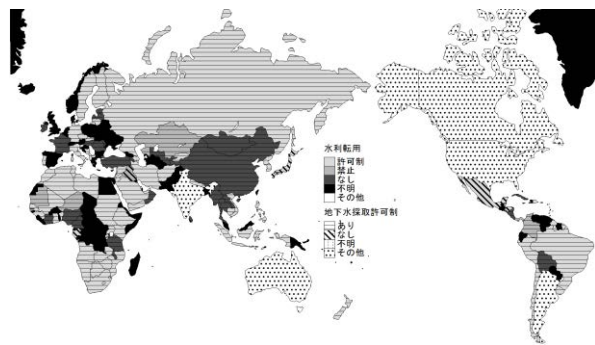 水利転用
許可制
禁止
なし
不明
その他
地下水採取許可制
あり
なし
不明
その他